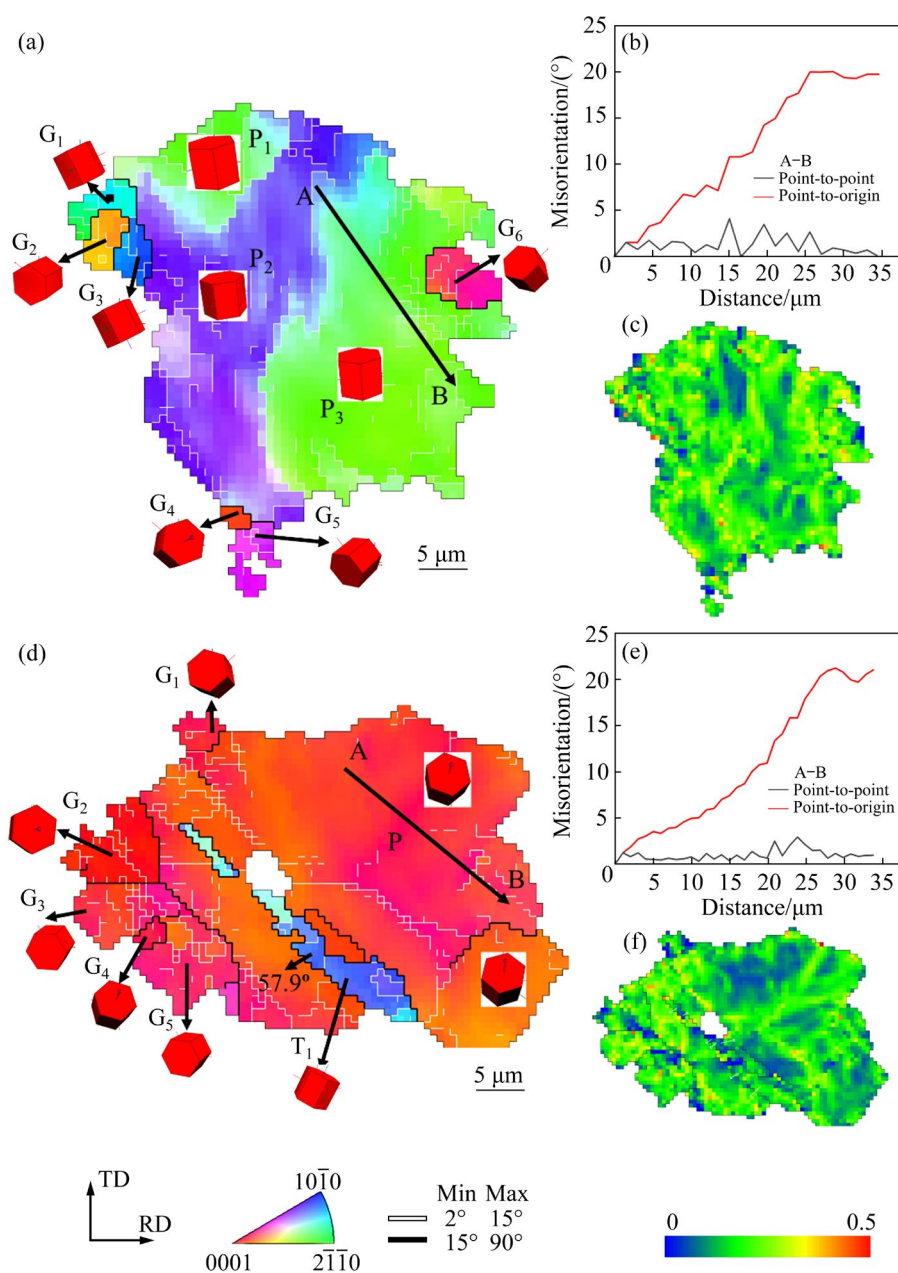 (a)
G₁
P₁
A
G₂
G₃
P₂
G₆
P₃
B
G₄
G₅
5 μm
(b)
Misorientation/(°)
25
20
15
10
5
0
A−B
Point-to-point
Point-to-origin
5 10 15 20 25 30 35
Distance/μm
(c)
(d)
G₁
A
G₂
P
B
G₃
G₄
57.9º
G₅
T₁
5 μm
(e)
Misorientation/(°)
25
20
15
10
5
0
A−B
Point-to-point
Point-to-origin
5 10 15 20 25 30 35
Distance/μm
(f)
TD
RD
101̅0
0001 21̅1̅0
Min Max
2° 15°
15° 90°
0 0.5